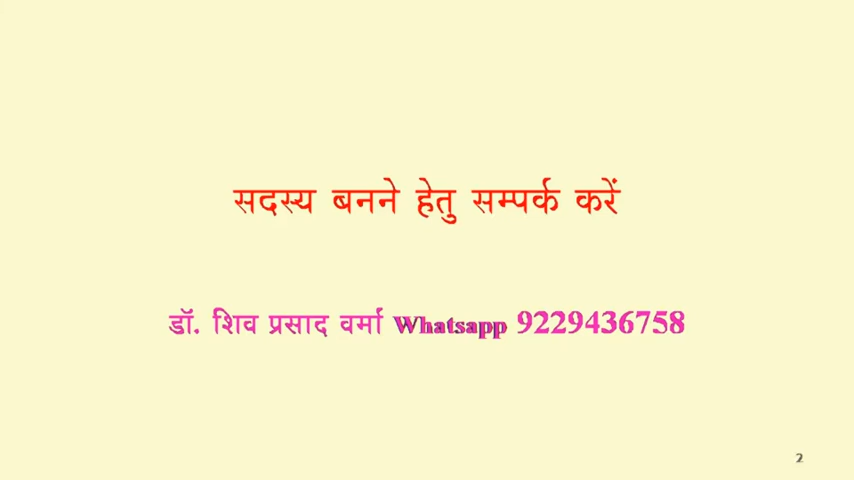 सदस्य बनने हेतु सम्पर्क करें
डॉ. शिव प्रसाद वर्मा Whatsapp 9229436758
2